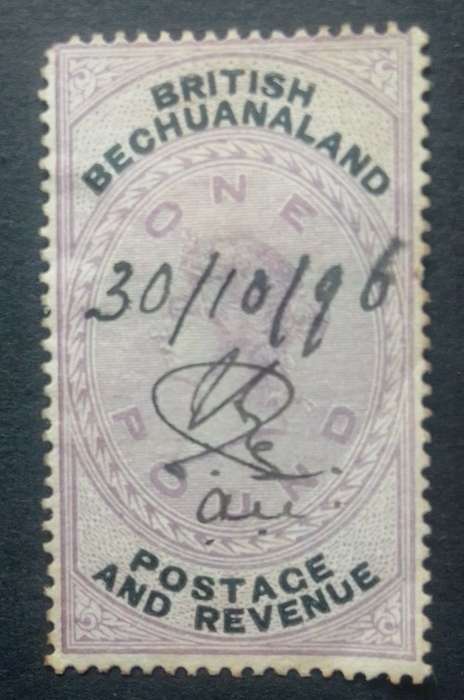 BRITISH
BECHUANALAND
ONE
30/10/96
POUND
POSTAGE
AND REVENUE